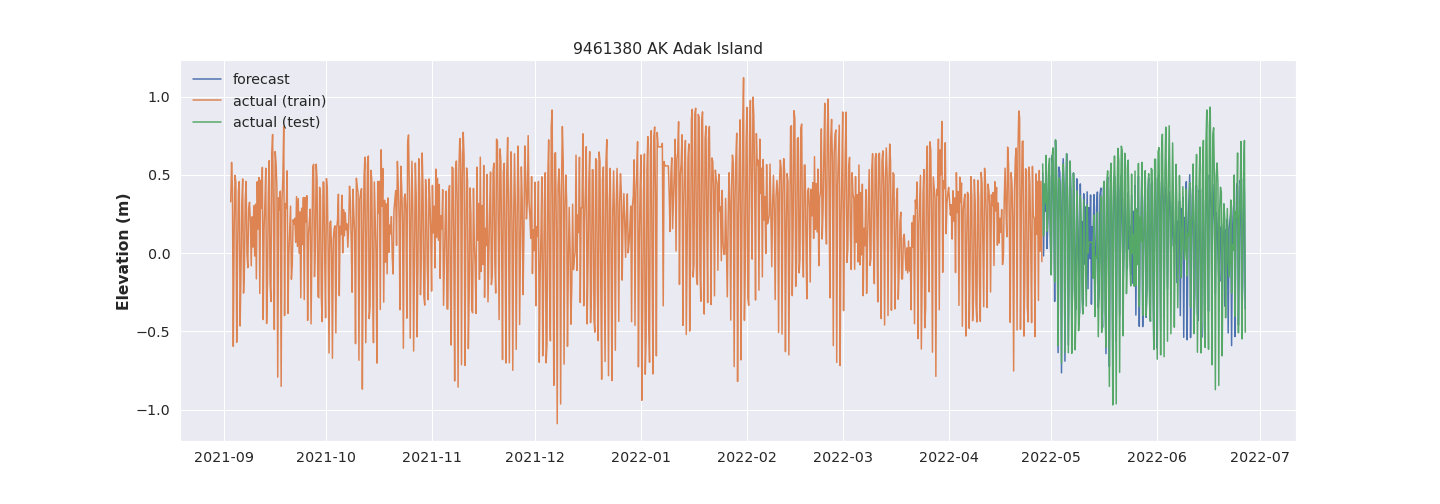 9461380 AK Adak Island
forecast
actual (train)
actual (test)
Elevation (m)
1.0
0.5
0.0
−0.5
−1.0
2021-09 2021-10 2021-11 2021-12 2022-01 2022-02 2022-03 2022-04 2022-05 2022-06 2022-07